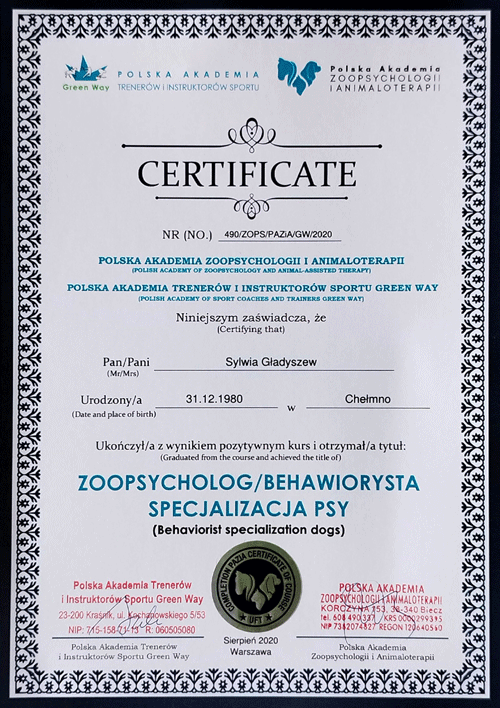 Green Way
POLSKA AKADEMIA
TRENERÓW I INSTRUKTORÓW SPORTU
Polska Akademia
ZOOPSYCHOLOGII
I ANIMALOTERAPII
CERTIFICATE
NR (NO.) 490/ZOPS/PAZiA/GW/2020
POLSKA AKADEMIA ZOOPSYCHOLOGII I ANIMALOTERAPII
(POLISH ACADEMY OF ZOOPSYCHOLOGY AND ANIMAL-ASSISTED THERAPY)
POLSKA AKADEMIA TRENERÓW I INSTRUKTORÓW SPORTU GREEN WAY
(POLISH ACADEMY OF SPORT COACHES AND TRAINERS GREEN WAY)
Niniejszym zaświadcza, że
(Certifying that)
Pan/Pani Sylwia Gładyszew
(Mr/Mrs)
Urodzony/a 31.12.1980 w Chełmno
(Date and place of birth)
Ukończył/a z wynikiem pozytywnym kurs i otrzymał/a tytuł:
(Graduated from the course and achieved the title of)
ZOOPSYCHOLOG/BEHAWIORYSTA
SPECJALIZACJA PSY
(Behaviorist specialization dogs)
COMPLETION PAZIA CERTIFICATE OF COURSE
UFT
Polska Akademia Trenerów
i Instruktorów Sportu Green Way
23-200 Kraśnik, ul. Kochanowskiego 5/53
NIP: 715-158-71-13 R: 060505080
Polska Akademia Trenerów
i Instruktorów Sportu Green Way
Sierpień 2020
Warszawa
POLSKA AKADEMIA
ZOOPSYCHOLOGII I ANIMALOTERAPII
KORCZYNA 153, 38-340 Biecz
tel. 608 490 337 KRS 0000299395
NIP 7382074827 REGON 120640560
Polska Akademia
Zoopsychologii i Animaloterapii